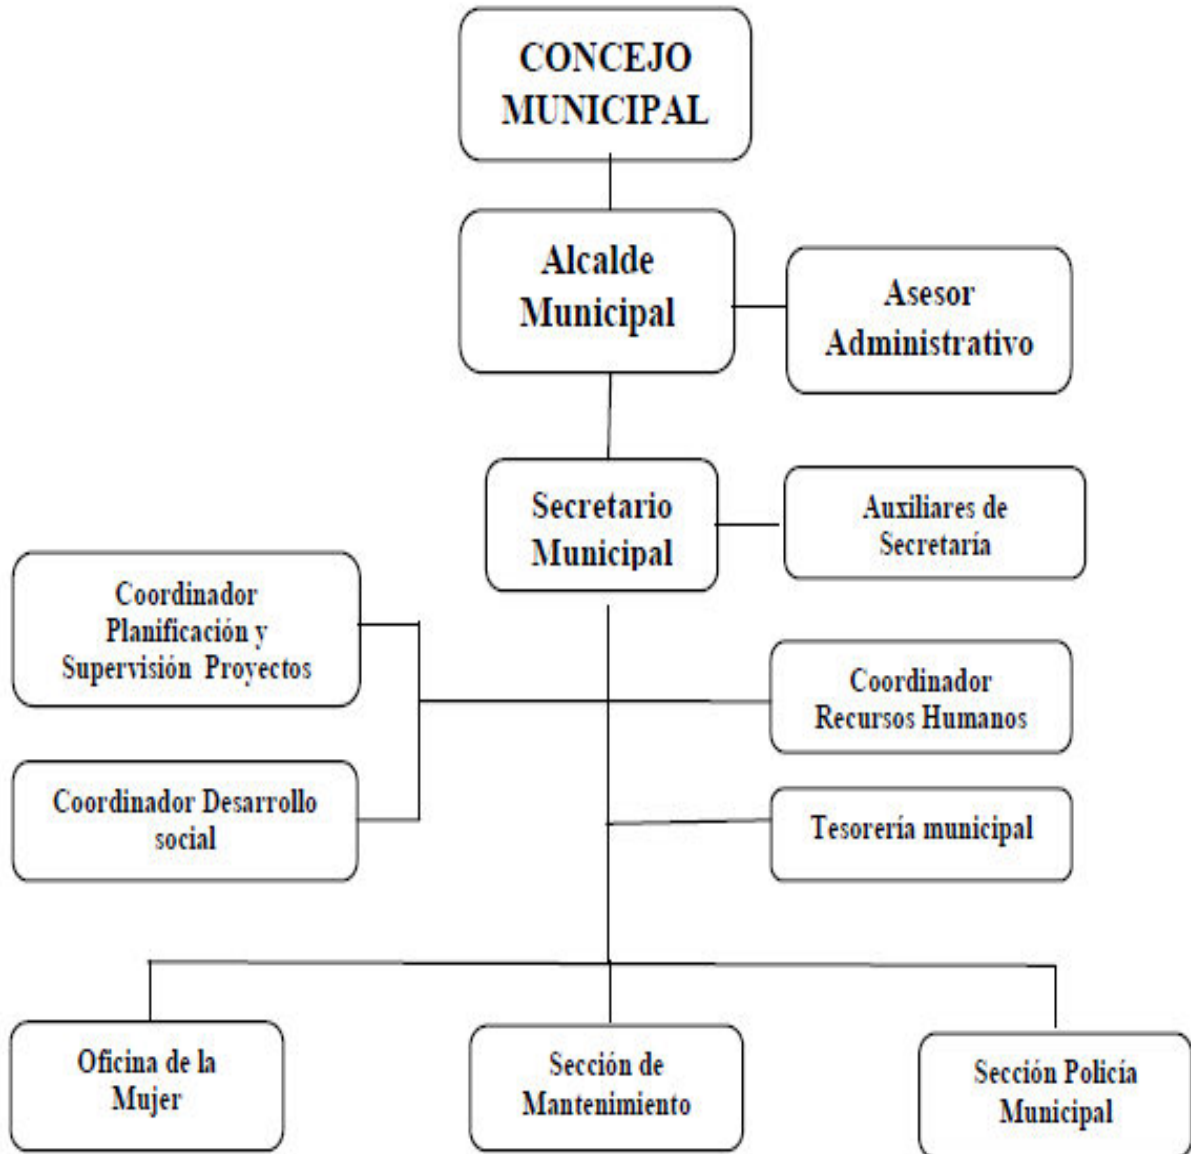 CONCEJO
MUNICIPAL
Alcalde
Municipal
Asesor
Administrativo
Secretario
Municipal
Auxiliares de
Secretaría
Coordinador
Planificación y
Supervisión Proyectos
Coordinador
Recursos Humanos
Coordinador Desarrollo
social
Tesorería municipal
Oficina de la
Mujer
Sección de
Mantenimiento
Sección Policía
Municipal